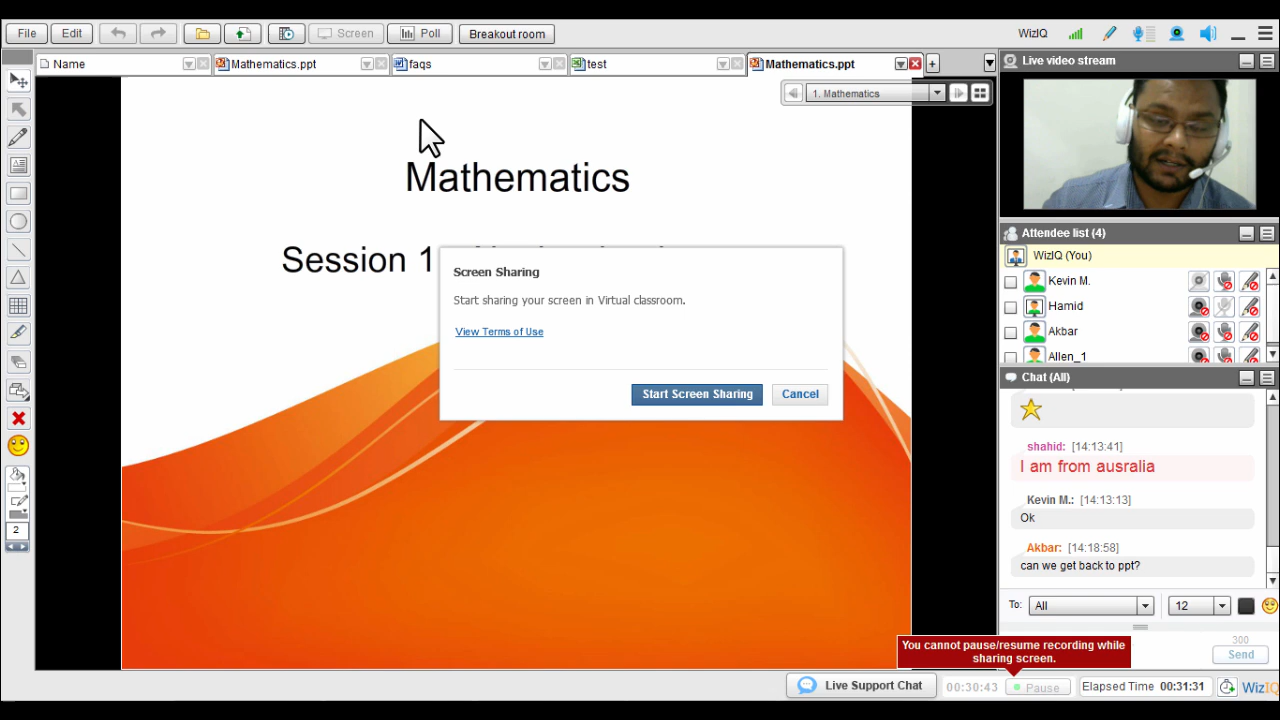 File
Edit
Screen
Poll
Breakout room
WizIQ
Name
Mathematics.ppt
faqs
test
Mathematics.ppt
1. Mathematics
Mathematics
Session 1
Screen Sharing
Start sharing your screen in Virtual classroom.
View Terms of Use
Start Screen Sharing
Cancel
2
Live video stream
Attendee list (4)
WizIQ (You)
Kevin M.
Hamid
Akbar
Allen_1
Chat (All)
shahid: [14:13:41]
I am from ausralia
Kevin M.: [14:13:13]
Ok
Akbar: [14:18:58]
can we get back to ppt?
To: All 12
300
Send
You cannot pause/resume recording while
sharing screen.
Live Support Chat
00:30:43
Pause
Elapsed Time 00:31:31
WizIQ